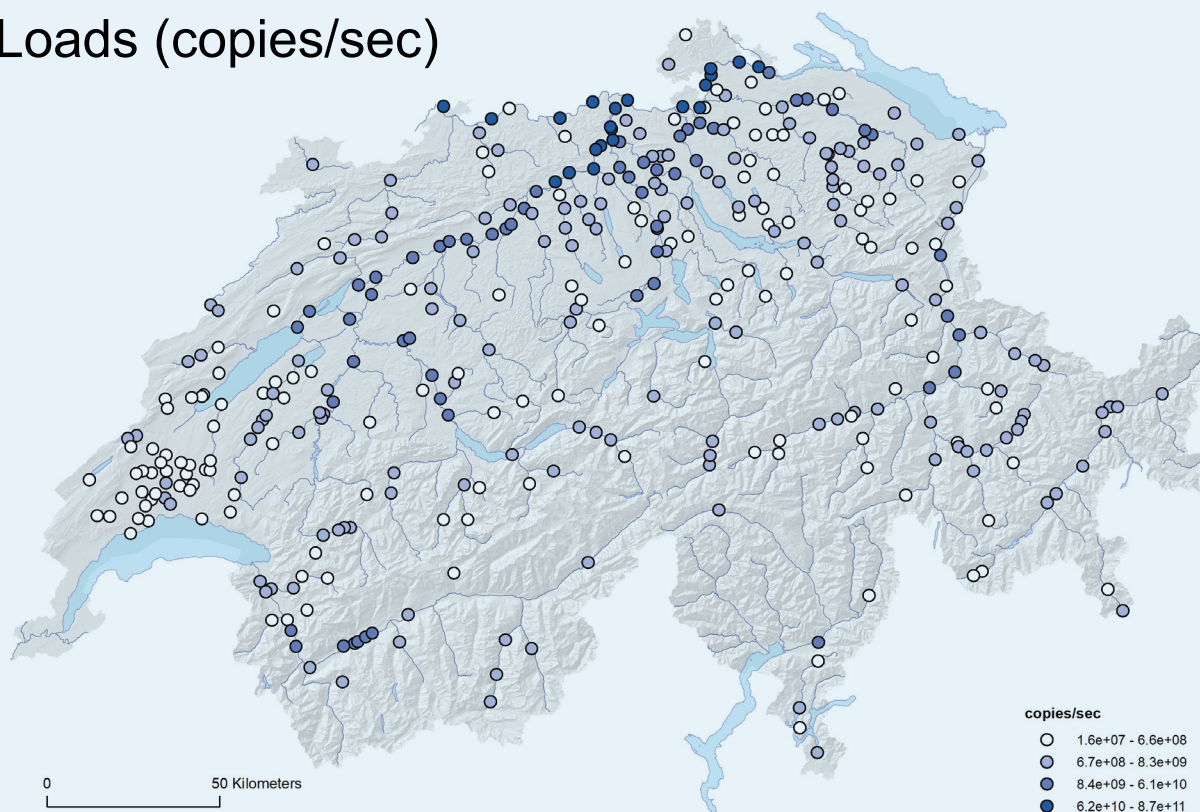 Loads (copies/sec)
copies/sec
1.6e+07 - 6.6e+08
6.7e+08 - 8.3e+09
8.4e+09 - 6.1e+10
6.2e+10 - 8.7e+11
0 50 Kilometers